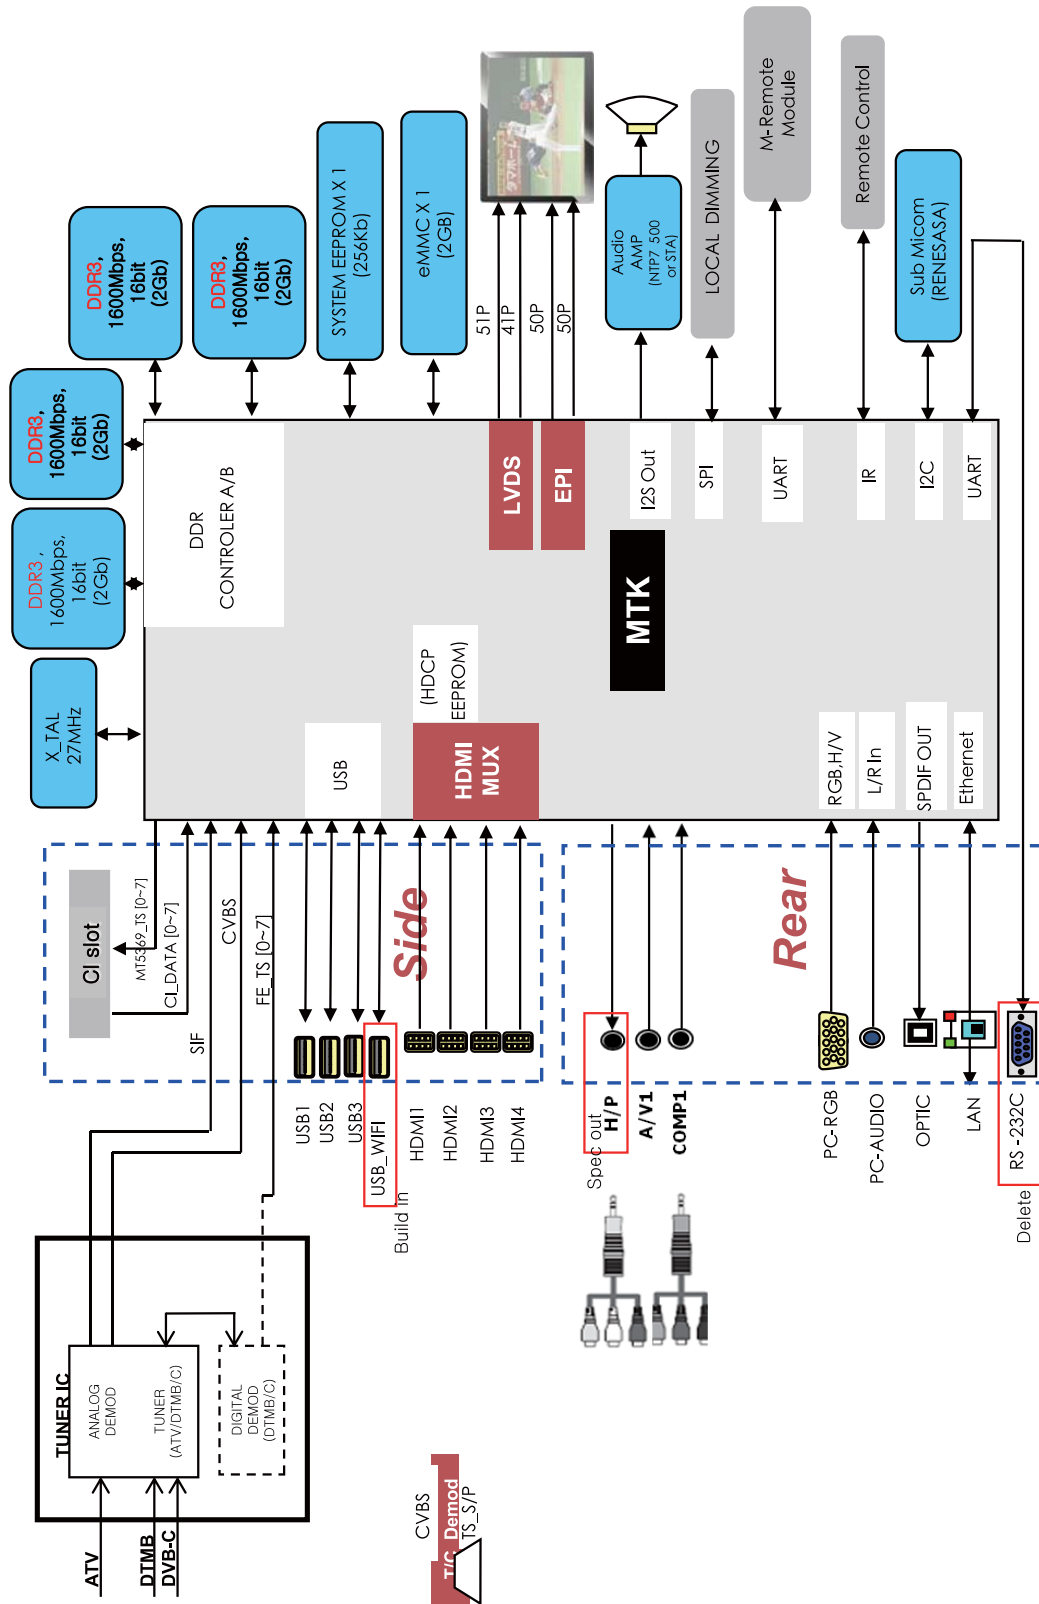 ATV
DTMB
DVB-C
TUNER IC
ANALOG
DEMOD
TUNER
(ATV/DTMB/C)
DIGITAL
DEMOD
(DTMB/C)
CVBS
T/C Demod
TS_S/P
CI slot
MT5369_TS [0~7]
CI_DATA [0~7]
SIF
CVBS
FE_TS [0~7]
USB1
USB2
USB3
USB_WIFI
Build in
HDMI1
HDMI2
HDMI3
HDMI4
Side
Spec out
H/P
A/V1
COMP1
Rear
PC-RGB
PC-AUDIO
OPTIC
LAN
RS -232C
Delete
X_TAL
27MHz
DDR3 ,
1600Mbps,
16bit
(2Gb)
DDR3,
1600Mbps,
16bit
(2Gb)
DDR3,
1600Mbps,
16bit
(2Gb)
DDR3,
1600Mbps,
16bit
(2Gb)
SYSTEM EEPROM X 1
(256Kb)
eMMC X 1
(2GB)
DDR
CONTROLER A/B
USB
HDMI
MUX
(HDCP
EEPROM)
MTK
RGB,H/V
L/R In
SPDIF OUT
Ethernet
LVDS
EPI
I2S Out
SPI
UART
IR
I2C
UART
51P
41P
50P
50P
Audio
AMP
(NTP7 500
or STA)
LOCAL DIMMING
M-Remote
Module
Remote Control
Sub Micom
(RENESASA)